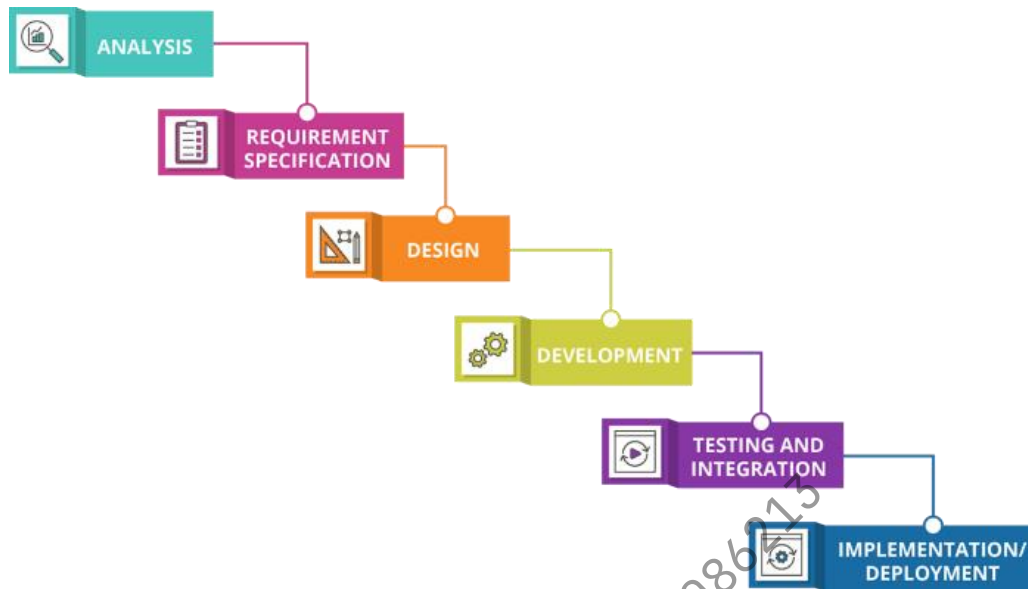 ANALYSIS
REQUIREMENT
SPECIFICATION
DESIGN
DEVELOPMENT
TESTING AND
INTEGRATION
IMPLEMENTATION/
DEPLOYMENT